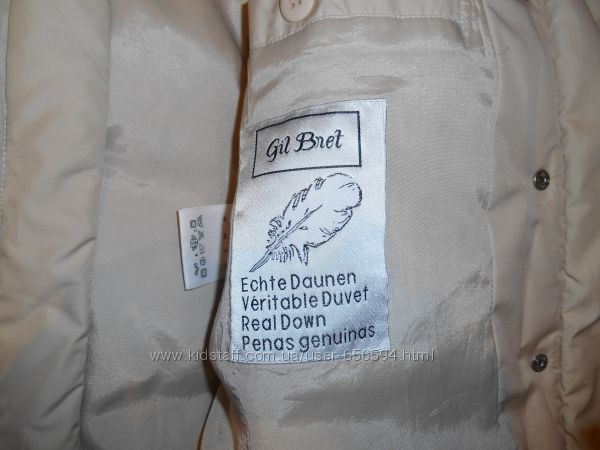 Gil Bret
Echte Daunen
Véritable Duvet
Real Down
Penas genuinas
www.kidstaff.com.ua/user-656594.html